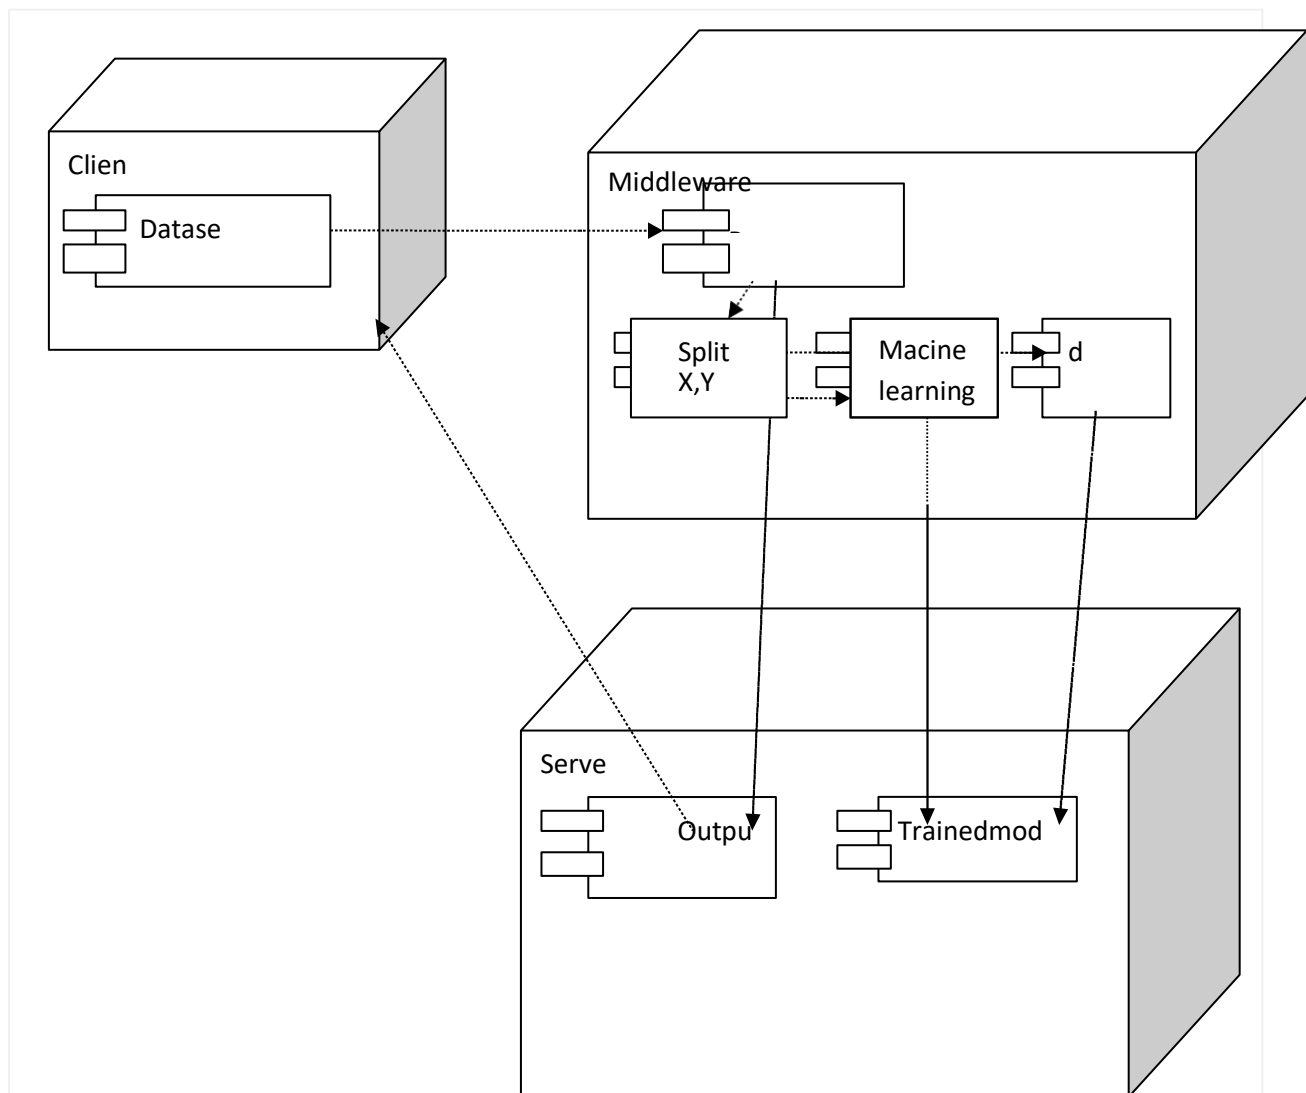 Clien
Datase
Middleware
Split
X,Y
Macine
learning
d
Serve
Outpu
Trainedmod